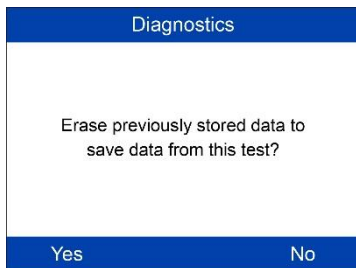 Diagnostics
Erase previously stored data to
save data from this test?
Yes No